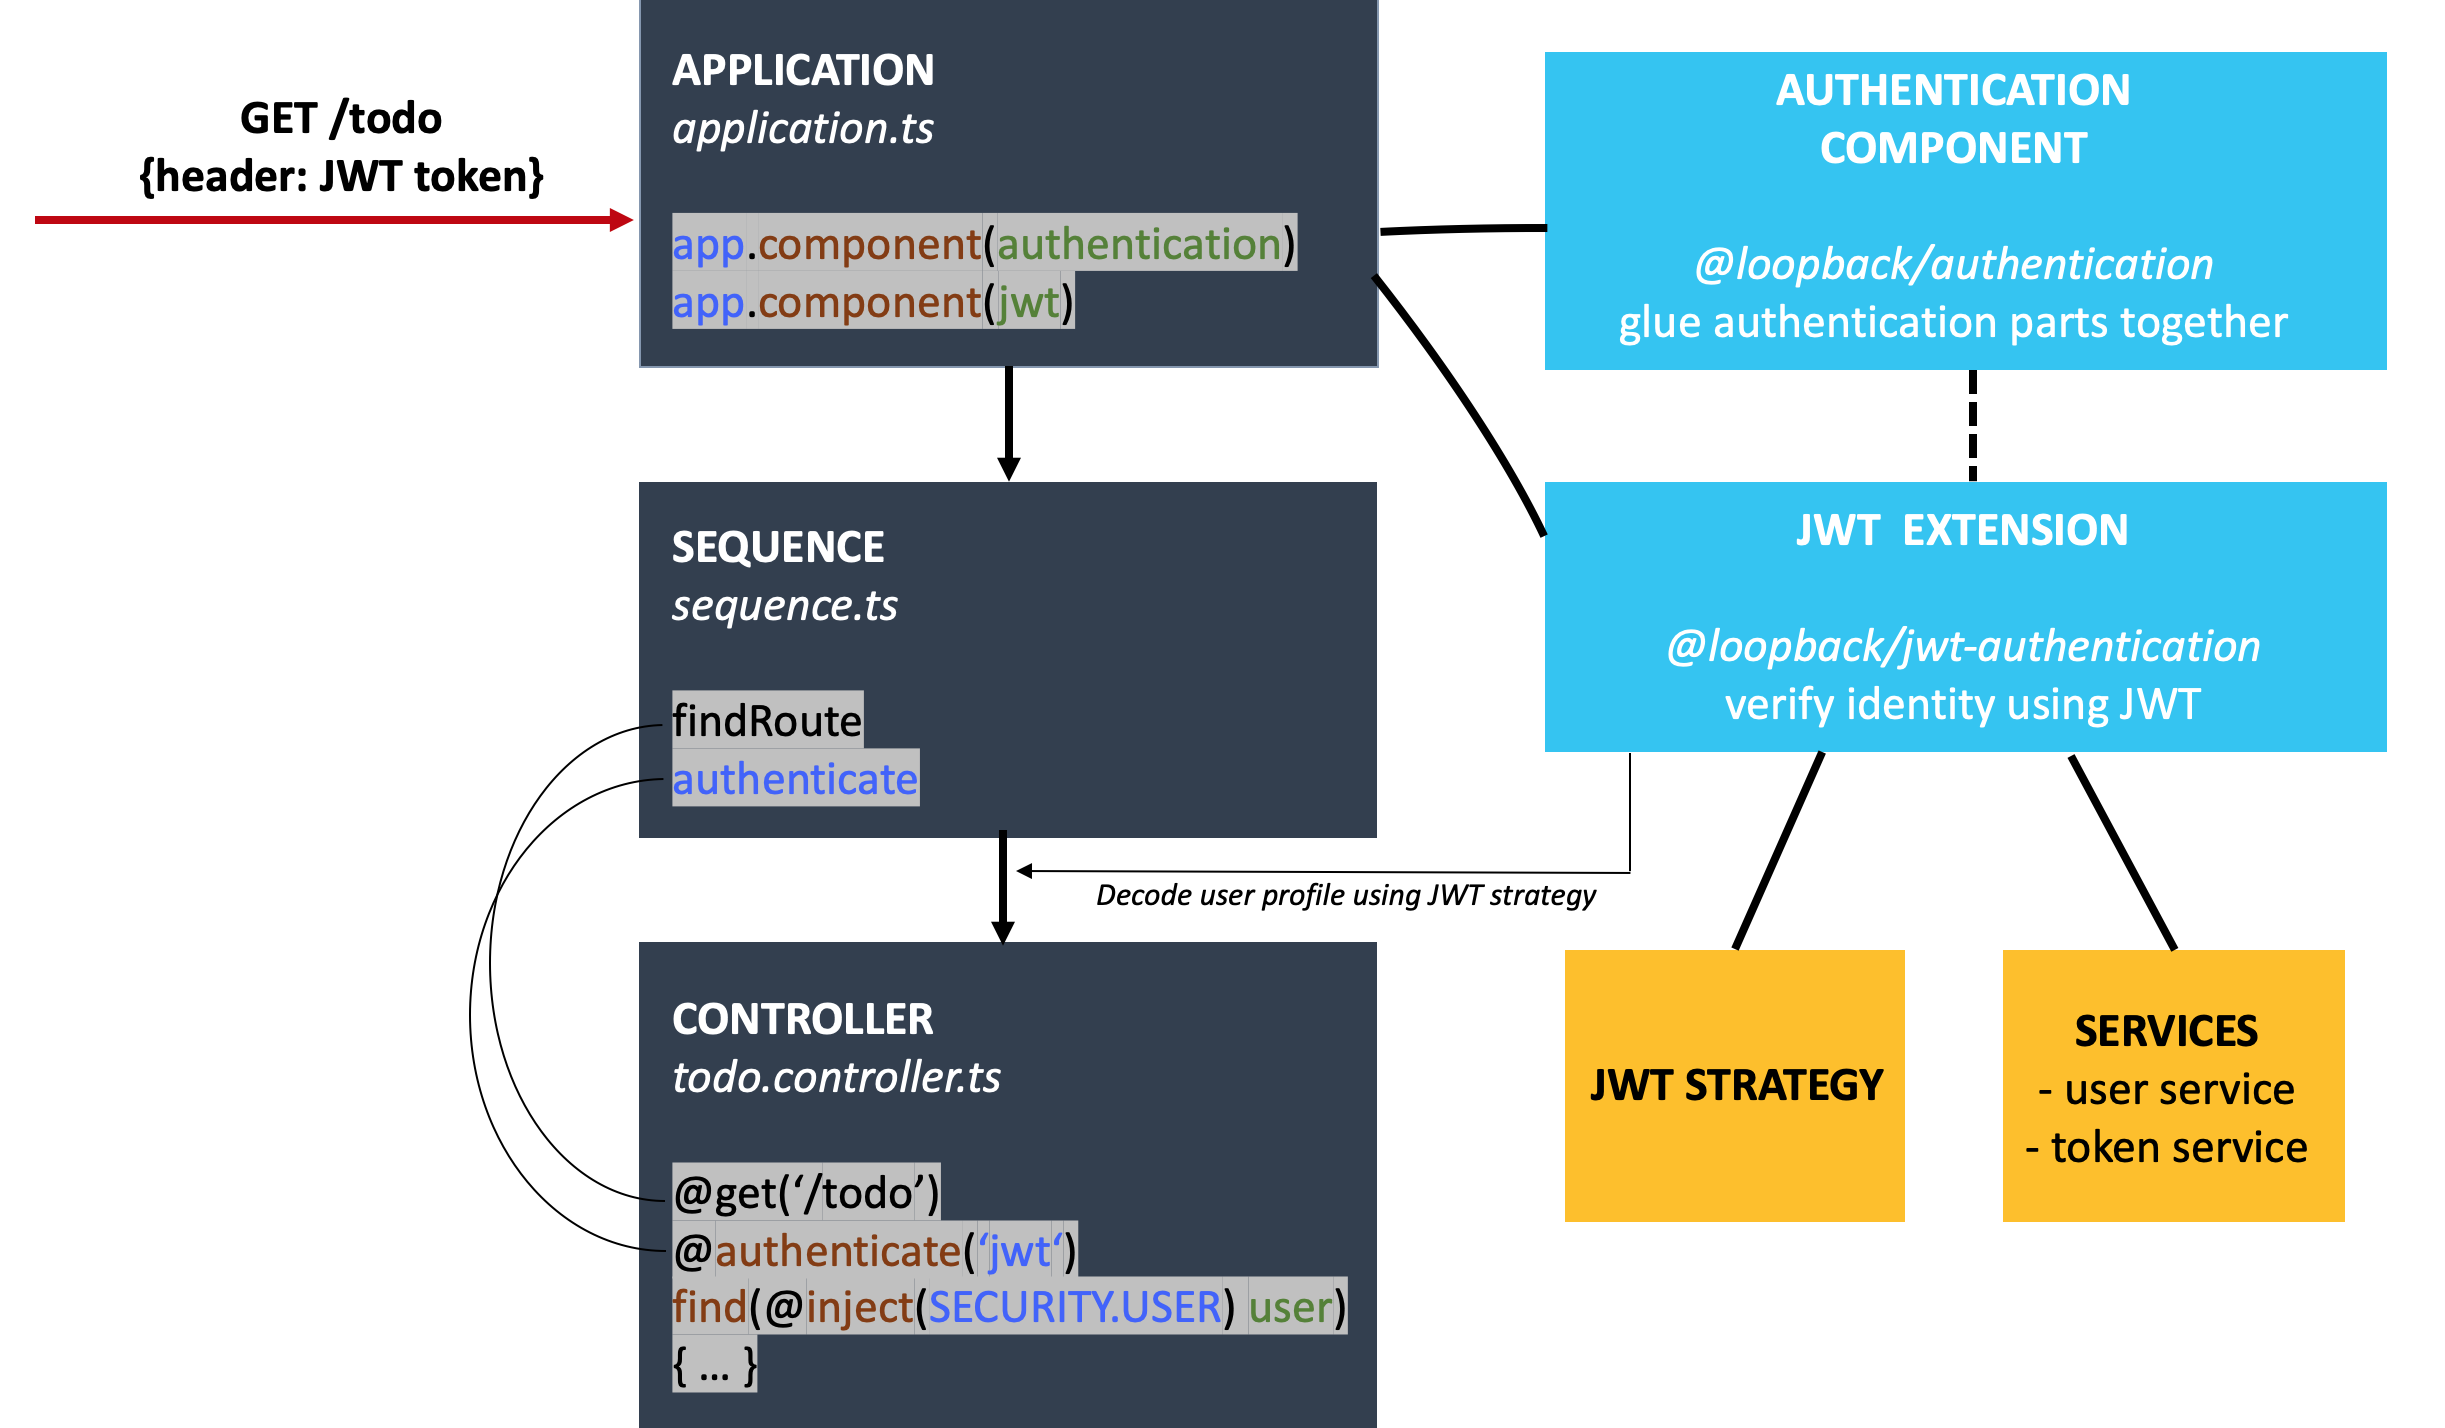 GET /todo
{header: JWT token}
APPLICATION
application.ts
app.component(authentication)
app.component(jwt)
AUTHENTICATION
COMPONENT
@loopback/authentication
glue authentication parts together
SEQUENCE
sequence.ts
findRoute
authenticate
JWT  EXTENSION
@loopback/jwt-authentication
verify identity using JWT
Decode user profile using JWT strategy
CONTROLLER
todo.controller.ts
@get(‘/todo’)
@authenticate(‘jwt‘)
find(@inject(SECURITY.USER) user)
{ … }
JWT STRATEGY
SERVICES
- user service
- token service